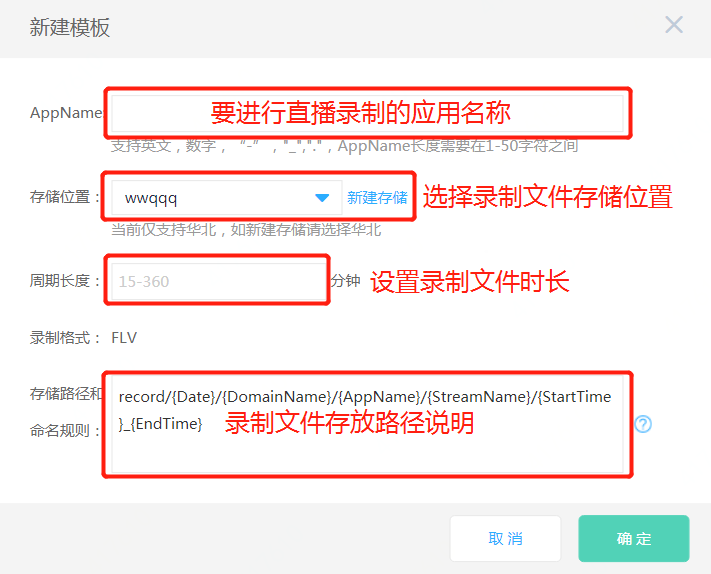 新建模板
AppName
要进行直播录制的应用名称
支持英文，数字，“-”，"_","."，AppName长度需要在1-50字符之间
存储位置： wwqqq 新建存储 选择录制文件存储位置
当前仅支持华北，如新建存储请选择华北
周期长度： 15-360 分钟 设置录制文件时长
录制格式： FLV
存储路径和 record/{Date}/{DomainName}/{AppName}/{StreamName}/{StartTime
命名规则： }_{EndTime} 录制文件存放路径说明 ?
取消 确定